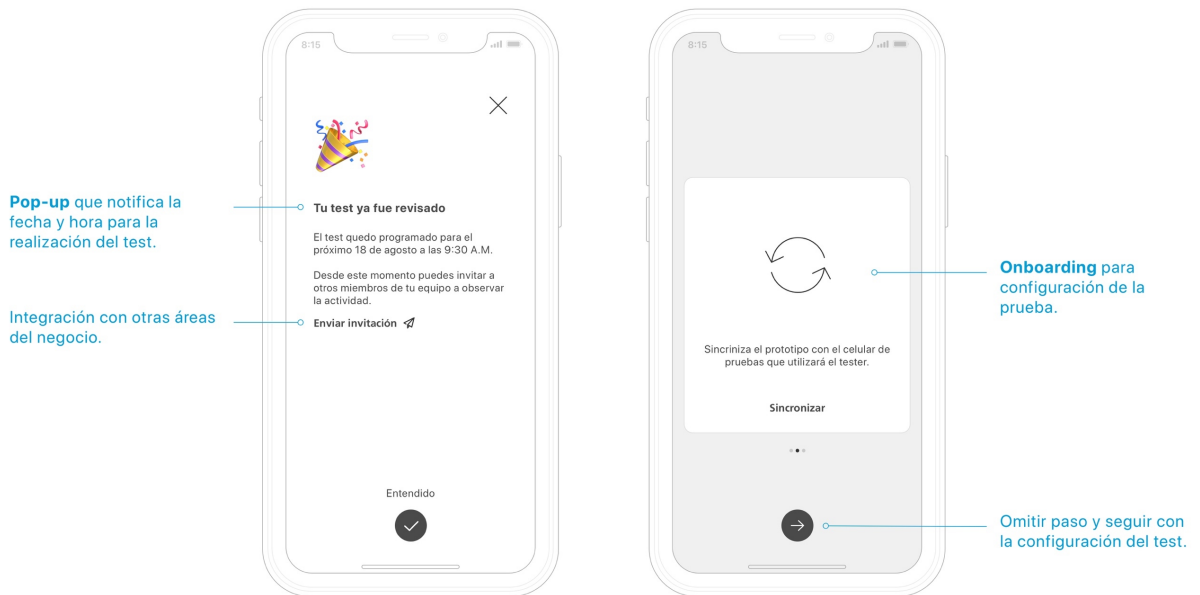 8:15
Tu test ya fue revisado
El test quedo programado para el
próximo 18 de agosto a las 9:30 A.M.
Desde este momento puedes invitar a
otros miembros de tu equipo a observar
la actividad.
Enviar invitación
Entendido
Pop-up que notifica la
fecha y hora para la
realización del test.
Integración con otras áreas
del negocio.
8:15
Sincriniza el prototipo con el celular de
pruebas que utilizará el tester.
Sincronizar
Onboarding para
configuración de la
prueba.
Omitir paso y seguir con
la configuración del test.